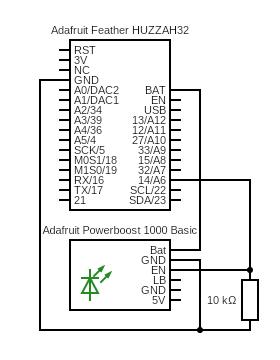 Adafruit Feather HUZZAH32
RST
3V
NC
GND
A0/DAC2 BAT
A1/DAC1 EN
A2/34 USB
A3/39 13/A12
A4/36 12/A11
A5/4 27/A10
SCK/5 33/A9
M0S1/18 15/A8
M1S0/19 32/A7
RX/16 14/A6
TX/17 SCL/22
21 SDA/23
Adafruit Powerboost 1000 Basic
Bat
GND
EN
LB
GND
5V
10 kΩ